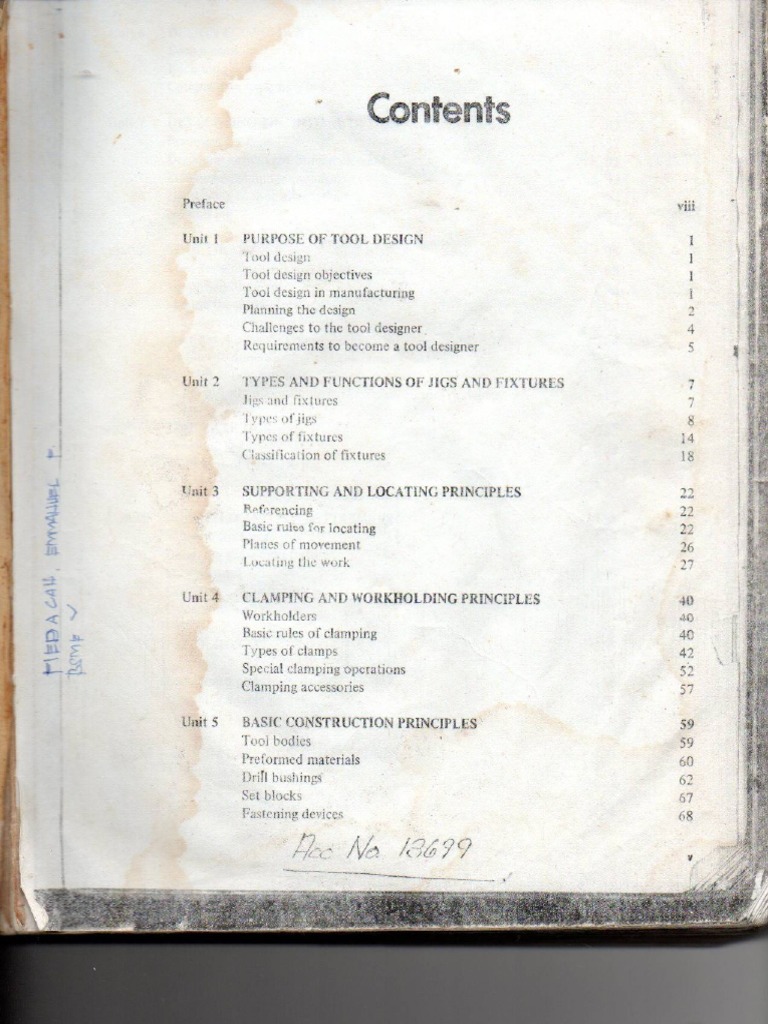 Contents
Preface viii
Unit 1 PURPOSE OF TOOL DESIGN 1
Tool design 1
Tool design objectives 1
Tool design in manufacturing 1
Planning the design 2
Challenges to the tool designer 4
Requirements to become a tool designer 5
Unit 2 TYPES AND FUNCTIONS OF JIGS AND FIXTURES 7
Jigs and fixtures 7
Types of jigs 8
Types of fixtures 14
Classification of fixtures 18
Unit 3 SUPPORTING AND LOCATING PRINCIPLES 22
Referencing 22
Basic rules for locating 22
Planes of movement 26
Locating the work 27
Unit 4 CLAMPING AND WORKHOLDING PRINCIPLES 40
Workholders 40
Basic rules of clamping 40
Types of clamps 42
Special clamping operations 52
Clamping accessories 57
Unit 5 BASIC CONSTRUCTION PRINCIPLES 59
Tool bodies 59
Preformed materials 60
Drill bushings 62
Set blocks 67
Fastening devices 68
Acc No 13699
v
EMMANUEL P.